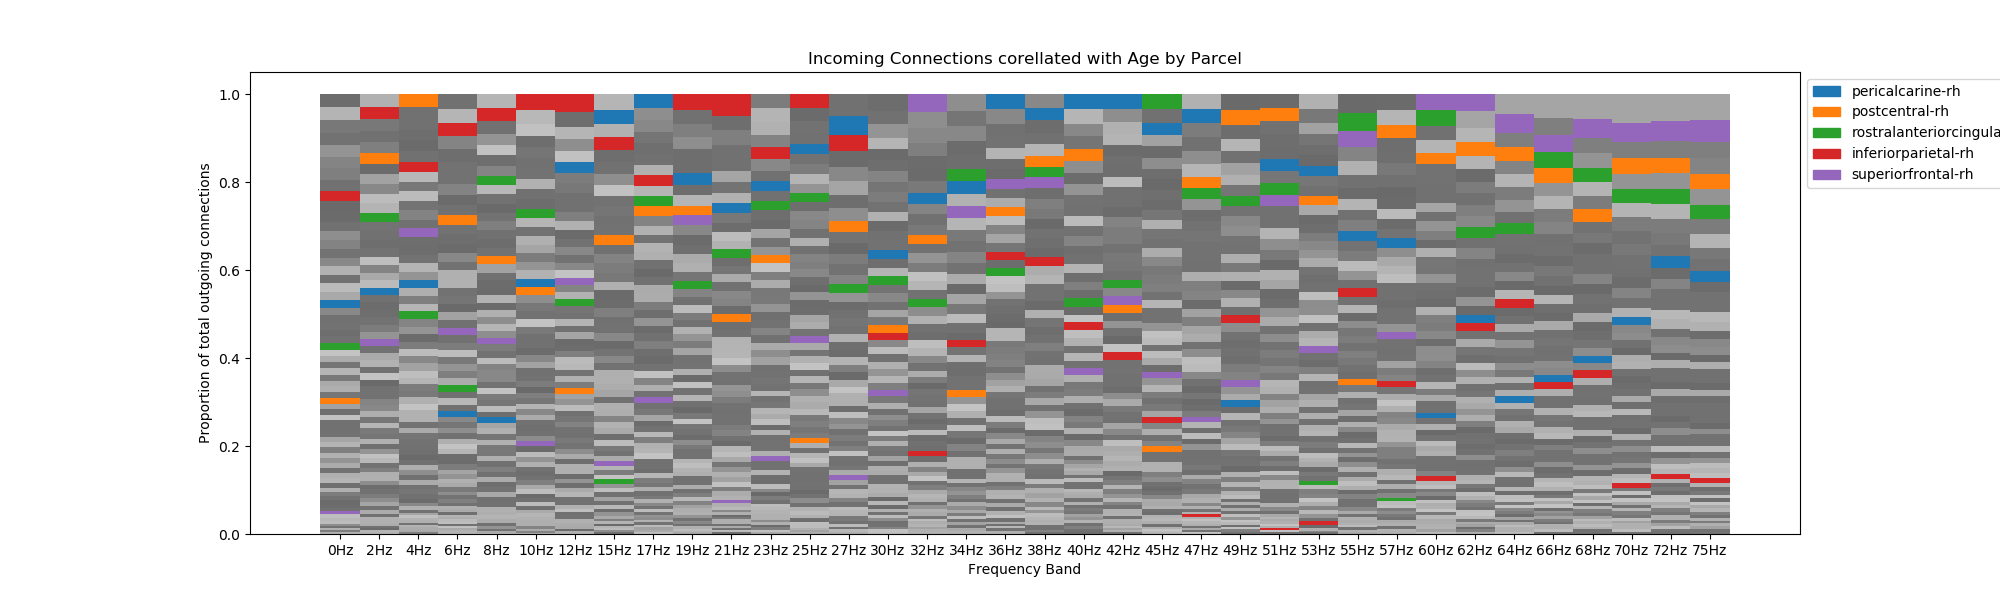 Incoming Connections corellated with Age by Parcel
Proportion of total outgoing connections
1.0
0.8
0.6
0.4
0.2
0.0
0Hz 2Hz 4Hz 6Hz 8Hz 10Hz 12Hz 15Hz 17Hz 19Hz 21Hz 23Hz 25Hz 27Hz 30Hz 32Hz 34Hz 36Hz 38Hz 40Hz 42Hz 45Hz 47Hz 49Hz 51Hz 53Hz 55Hz 57Hz 60Hz 62Hz 64Hz 66Hz 68Hz 70Hz 72Hz 75Hz
Frequency Band
pericalcarine-rh
postcentral-rh
rostralanteriorcingula
inferiorparietal-rh
superiorfrontal-rh